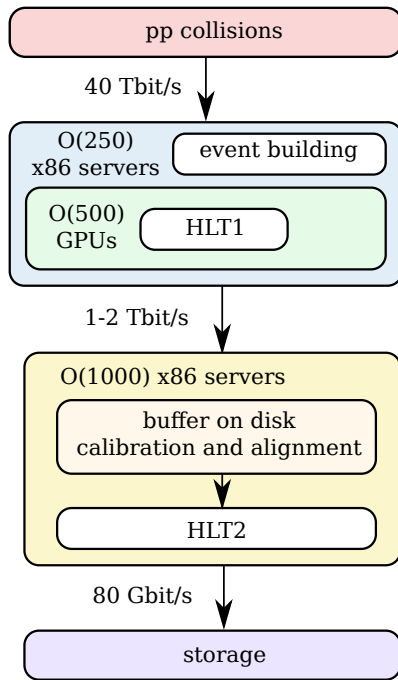 pp collisions
40 Tbit/s
O(250)
x86 servers
event building
O(500)
GPUs
HLT1
1-2 Tbit/s
O(1000) x86 servers
buffer on disk
calibration and alignment
HLT2
80 Gbit/s
storage